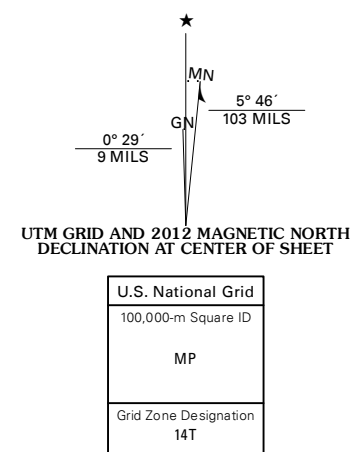 ★
MN
5° 46´
103 MILS
GN
0° 29´
9 MILS
UTM GRID AND 2012 MAGNETIC NORTH
DECLINATION AT CENTER OF SHEET
U.S. National Grid
100,000-m Square ID
MP
Grid Zone Designation
14T